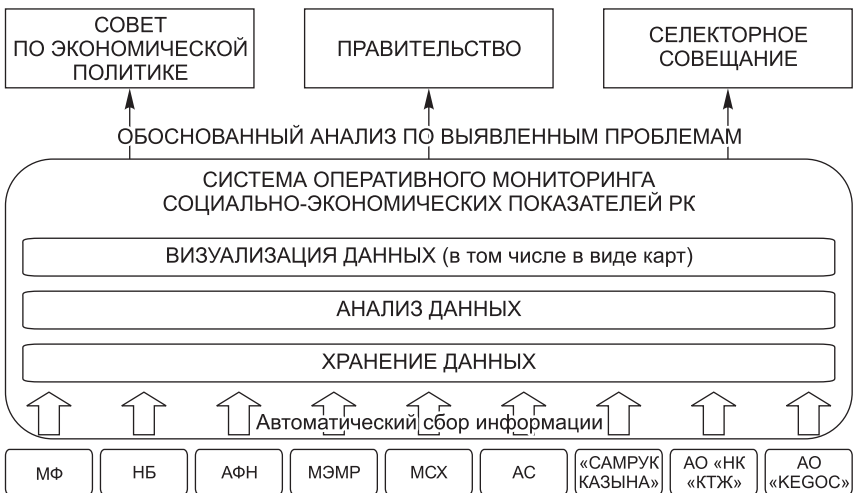 СОВЕТ
ПО ЭКОНОМИЧЕСКОЙ
ПОЛИТИКЕ
ПРАВИТЕЛЬСТВО
СЕЛЕКТОРНОЕ
СОВЕЩАНИЕ
ОБОСНОВАННЫЙ АНАЛИЗ ПО ВЫЯВЛЕННЫМ ПРОБЛЕМАМ
СИСТЕМА ОПЕРАТИВНОГО МОНИТОРИНГА
СОЦИАЛЬНО-ЭКОНОМИЧЕСКИХ ПОКАЗАТЕЛЕЙ РК
ВИЗУАЛИЗАЦИЯ ДАННЫХ (в том числе в виде карт)
АНАЛИЗ ДАННЫХ
ХРАНЕНИЕ ДАННЫХ
Автоматический сбор информации
МФ
НБ
АФН
МЭМР
МСХ
АС
«САМРУК
КАЗЫНА»
АО «НК
«КТЖ»
АО
«KEGOC»